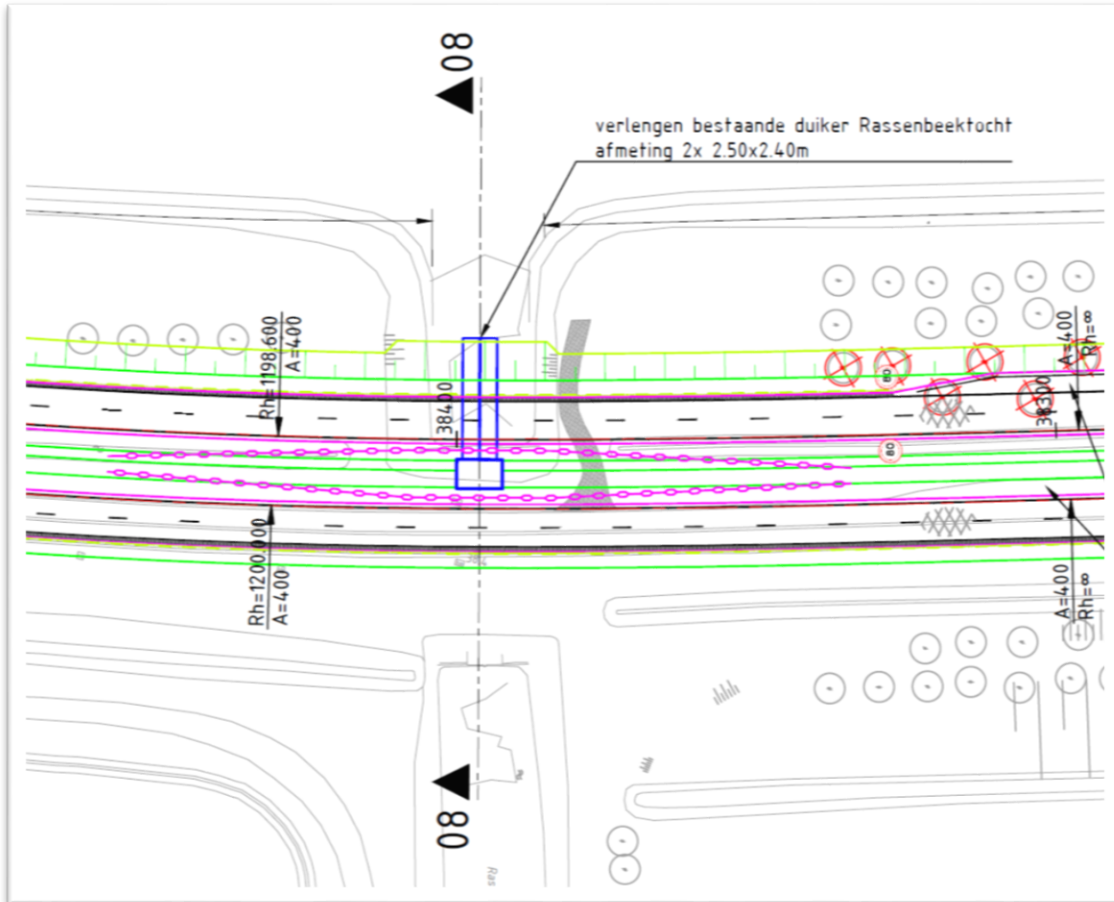 08
verlengen bestaande duiker Rassenbeektocht
afmeting 2x 2.50x2.40m
Rh=1198.600
A=400
A=400
Rh=∞
80
38400
38300
80
Rh=1200.000
A=400
A=400
Rh=∞
08
Ras